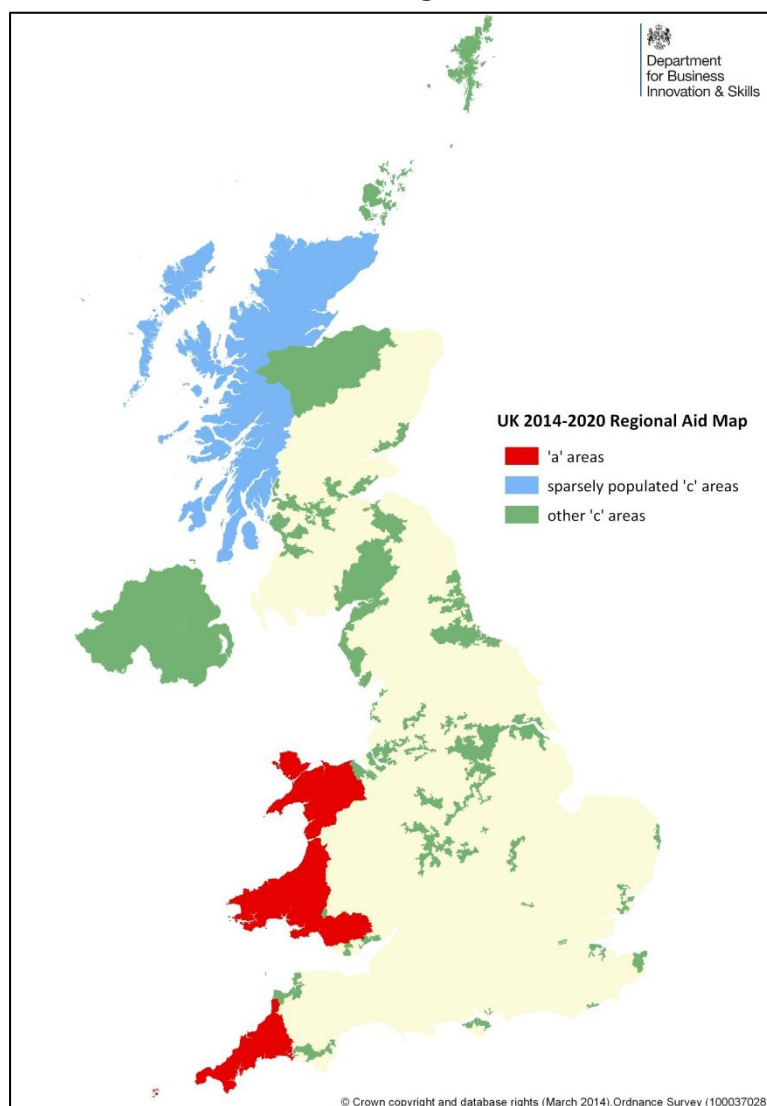 Department
for Business
Innovation & Skills
UK 2014-2020 Regional Aid Map
'a' areas
sparsely populated 'c' areas
other 'c' areas
© Crown copyright and database rights (March 2014).Ordnance Survey (100037028